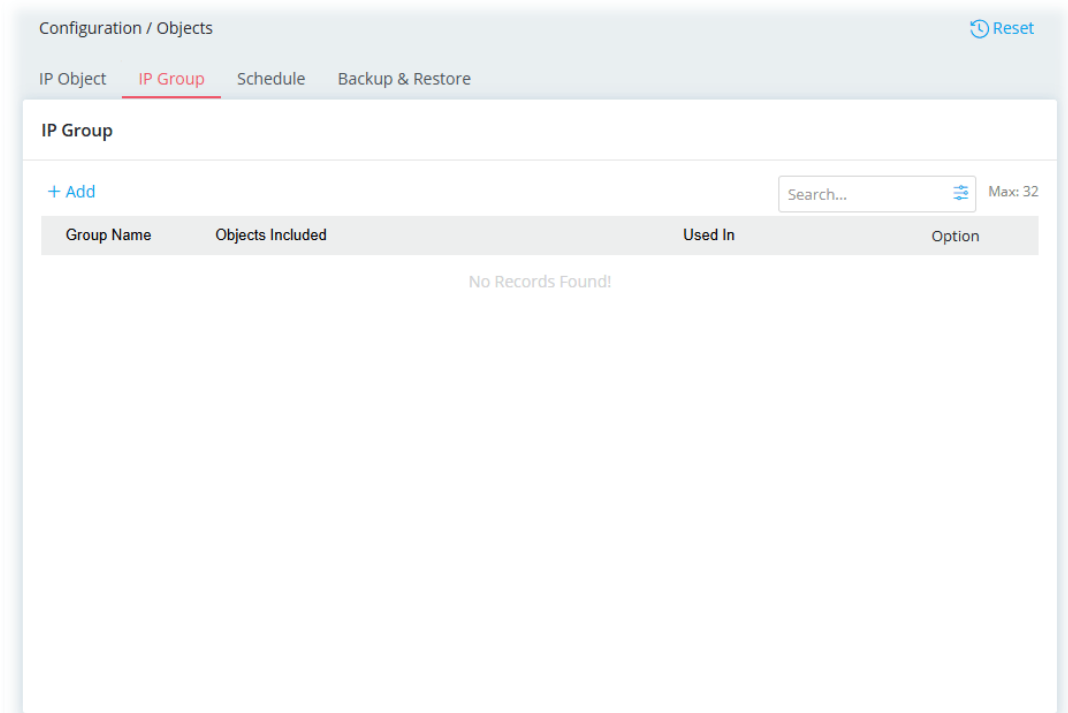 Configuration / Objects
Reset
IP Object IP Group Schedule Backup & Restore
IP Group
+ Add
Search...
Max: 32
Group Name Objects Included Used In Option
No Records Found!